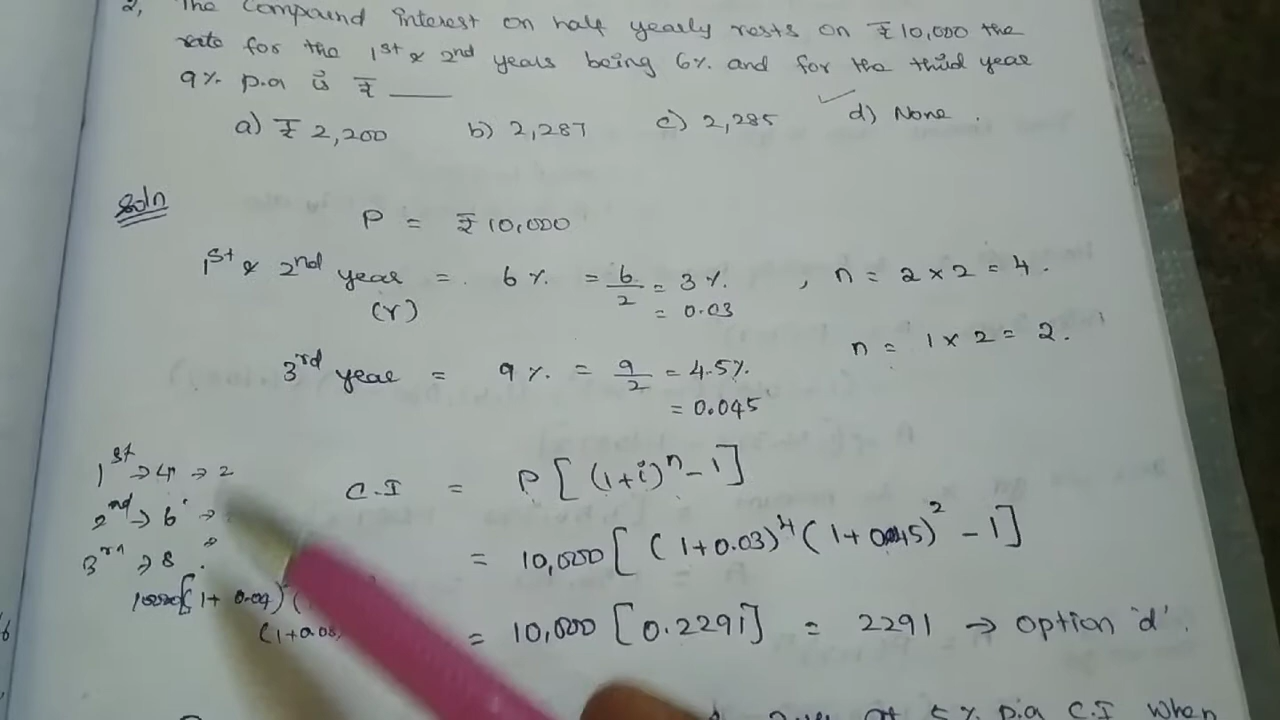 2, The compound interest on half yearly rests on ₹10,000 the
rate for the 1st & 2nd years being 6% and for the third year
9% p.a is ₹ ____
a) ₹ 2,200 b) 2,287 c) 2,285 ✓ d) None .
Soln
P = ₹10,000
1st & 2nd year = 6% = 6/2 = 3%. , n = 2 × 2 = 4 .
(r) = 0.03
n = 1 × 2 = 2.
3rd year = 9%. = 9/2 = 4.5%.
= 0.045
1st → 4 → 2
2nd → 6 →
3rd → 8
C.I = P[(1+i)^n - 1]
= 10,000 [(1+0.03)^4 (1+0.045)^2 - 1]
(1+
= 10,000 [0.2291] = 2291 → option 'd'.
5% p.a C.I when